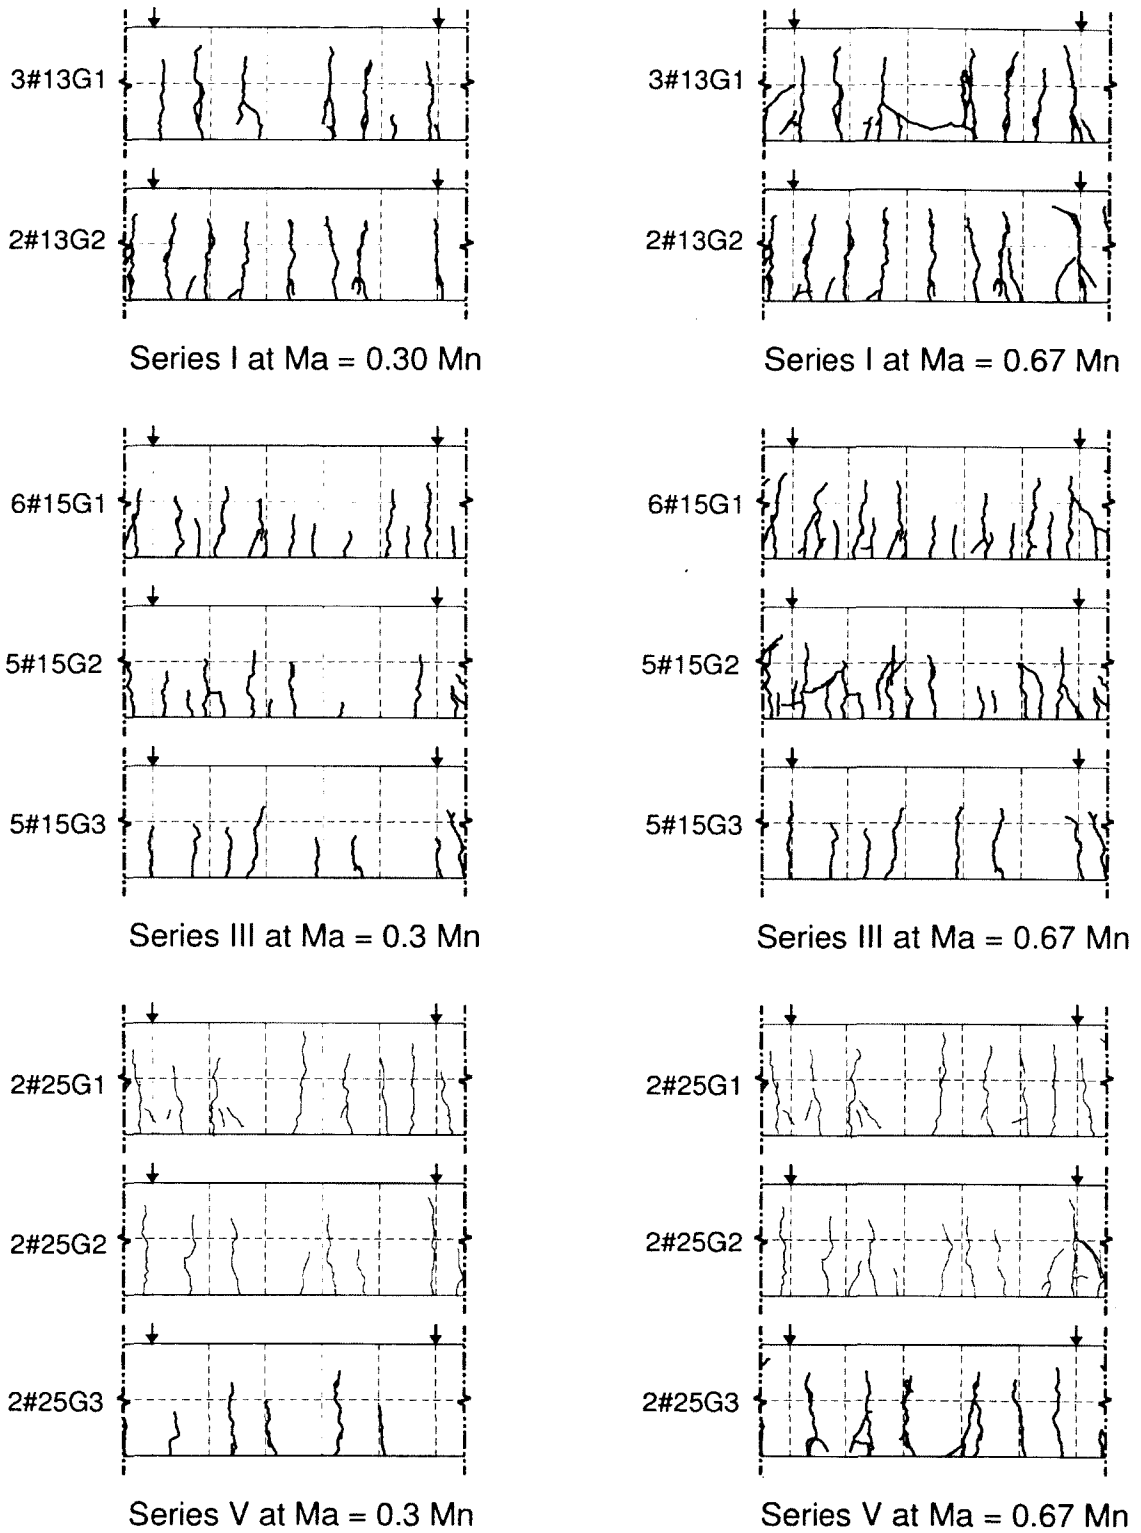 3#13G1
3#13G1
2#13G2
2#13G2
Series I at Ma = 0.30 Mn
Series I at Ma = 0.67 Mn
6#15G1
6#15G1
5#15G2
5#15G2
5#15G3
5#15G3
Series III at Ma = 0.3 Mn
Series III at Ma = 0.67 Mn
2#25G1
2#25G1
2#25G2
2#25G2
2#25G3
2#25G3
Series V at Ma = 0.3 Mn
Series V at Ma = 0.67 Mn